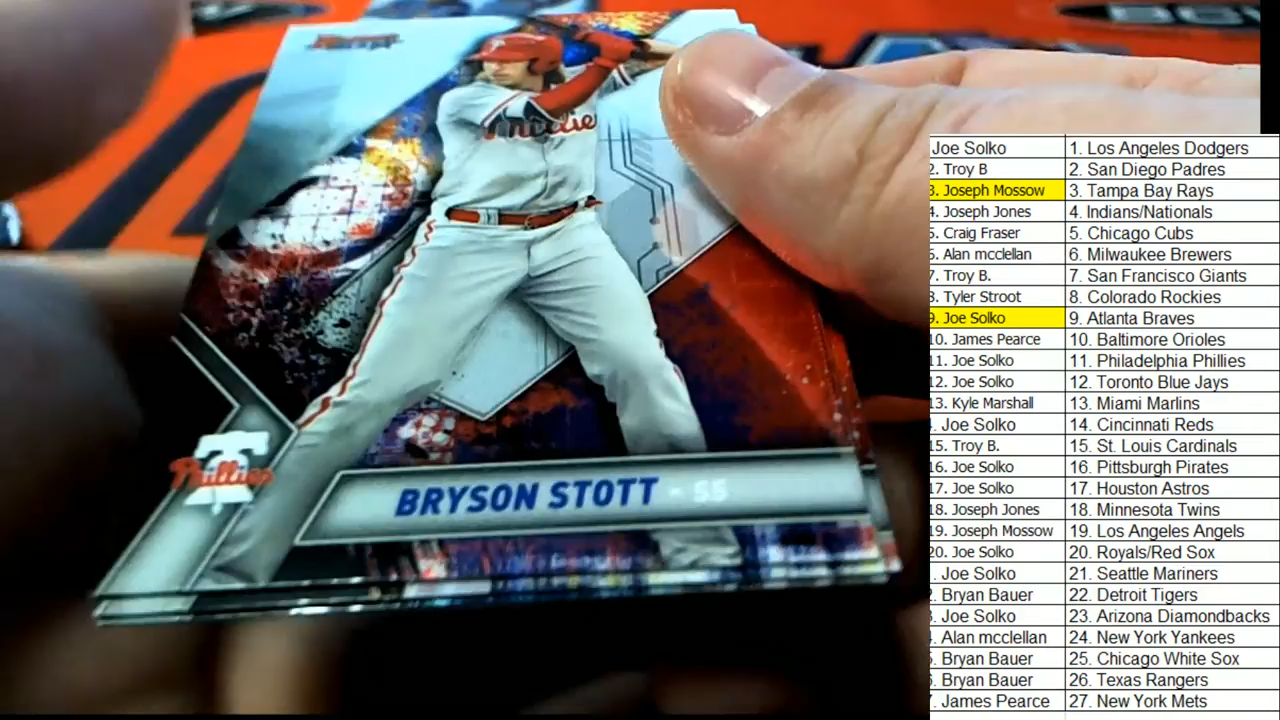 Phillies
Phillies
BRYSON STOTT - SS
Joe Solko 1. Los Angeles Dodgers
2. Troy B 2. San Diego Padres
3. Joseph Mossow 3. Tampa Bay Rays
4. Joseph Jones 4. Indians/Nationals
5. Craig Fraser 5. Chicago Cubs
6. Alan mcclellan 6. Milwaukee Brewers
7. Troy B. 7. San Francisco Giants
8. Tyler Stroot 8. Colorado Rockies
9. Joe Solko 9. Atlanta Braves
10. James Pearce 10. Baltimore Orioles
11. Joe Solko 11. Philadelphia Phillies
12. Joe Solko 12. Toronto Blue Jays
13. Kyle Marshall 13. Miami Marlins
. Joe Solko 14. Cincinnati Reds
15. Troy B. 15. St. Louis Cardinals
16. Joe Solko 16. Pittsburgh Pirates
17. Joe Solko 17. Houston Astros
18. Joseph Jones 18. Minnesota Twins
19. Joseph Mossow 19. Los Angeles Angels
20. Joe Solko 20. Royals/Red Sox
. Joe Solko 21. Seattle Mariners
. Bryan Bauer 22. Detroit Tigers
. Joe Solko 23. Arizona Diamondbacks
. Alan mcclellan 24. New York Yankees
. Bryan Bauer 25. Chicago White Sox
. Bryan Bauer 26. Texas Rangers
. James Pearce 27. New York Mets